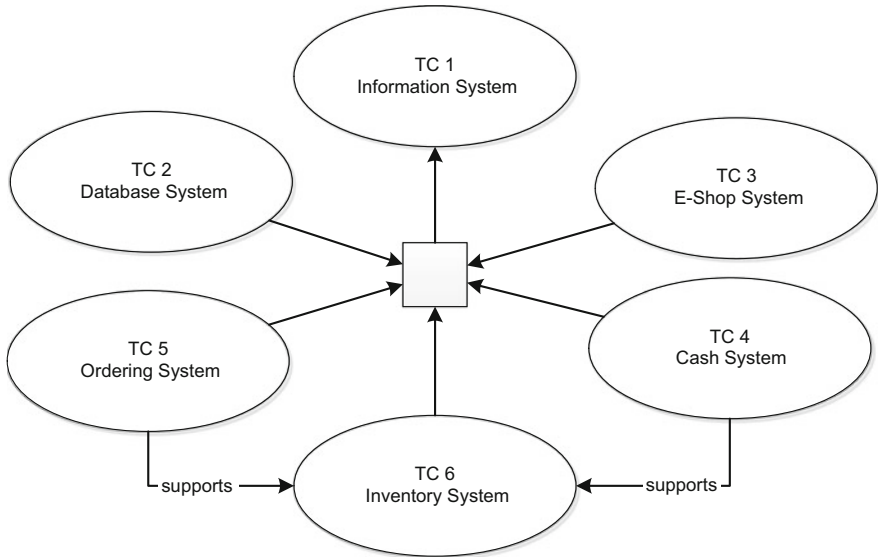 TC 1
Information System
TC 2
Database System
TC 3
E-Shop System
TC 5
Ordering System
TC 4
Cash System
TC 6
Inventory System
supports
supports